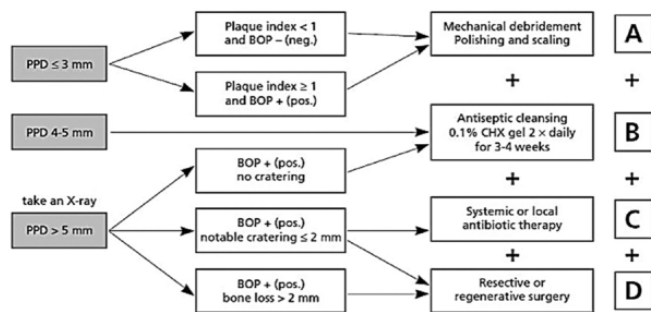 Plaque index < 1
and BOP – (neg.)
Mechanical debridement
Polishing and scaling
A
PPD ≤ 3 mm
+
+
Plaque index ≥ 1
and BOP + (pos.)
PPD 4-5 mm
Antiseptic cleansing
0.1% CHX gel 2 × daily
for 3-4 weeks
B
BOP + (pos.)
no cratering
+
+
take an X-ray
PPD > 5 mm
BOP + (pos.)
notable cratering ≤ 2 mm
Systemic or local
antibiotic therapy
C
+
+
BOP + (pos.)
bone loss > 2 mm
Resective or
regenerative surgery
D